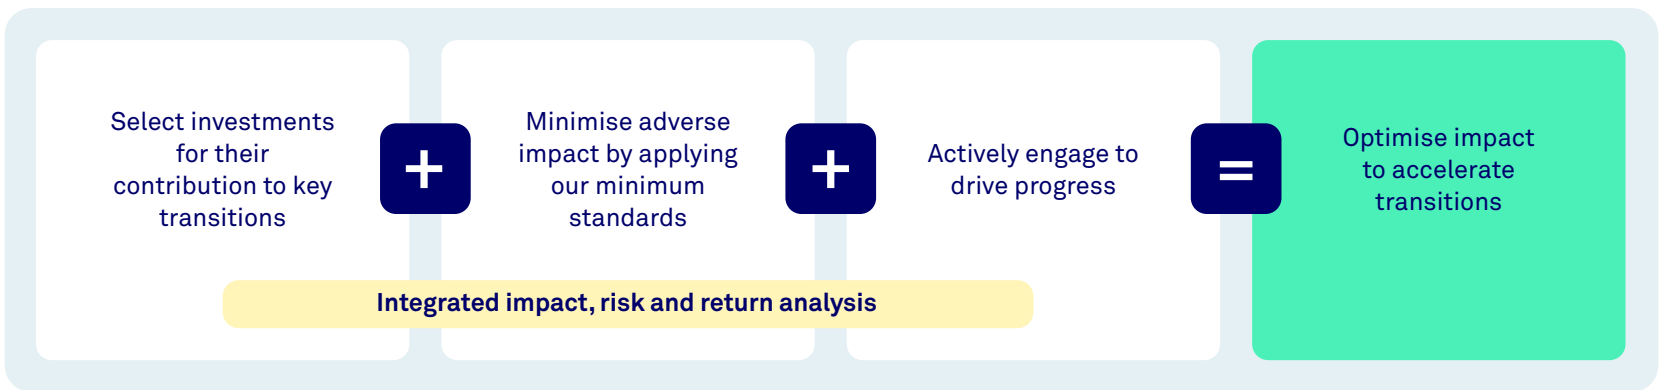 Select investments
for their
contribution to key
transitions
+
Minimise adverse
impact by applying
our minimum
standards
+
Actively engage to
drive progress
=
Optimise impact
to accelerate
transitions
Integrated impact, risk and return analysis